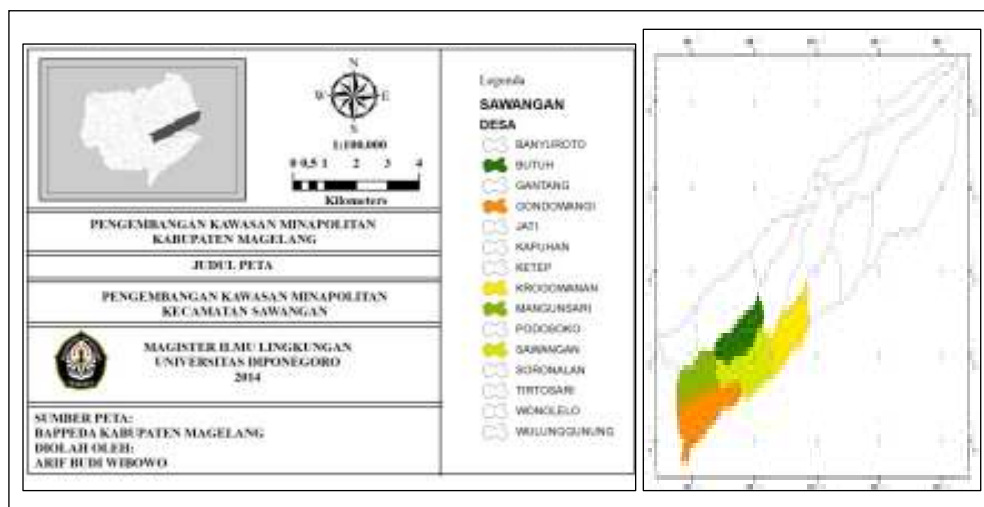 N
W E
S
1:100.000
0 0,5 1 2 3 4
Kilometers
PENGEMBANGAN KAWASAN MINAPOLITAN
KABUPATEN MAGELANG
JUDUL PETA
PENGEMBANGAN KAWASAN MINAPOLITAN
KECAMATAN SAWANGAN
MAGISTER ILMU LINGKUNGAN
UNIVERSITAS DIPONEGORO
2014
SUMBER PETA:
BAPPEDA KABUPATEN MAGELANG
DIOLAH OLEH:
ARIF BUDI WIBOWO
Legenda
SAWANGAN
DESA
BANYUROTO
BUTUH
GANTANG
GONDOWANGI
JATI
KAPUHAN
KETEP
KROGOWANAN
MANGUNSARI
PODOSOKO
SAWANGAN
SORONALAN
TIRTOSARI
WONOLELO
WULUNGGUNUNG